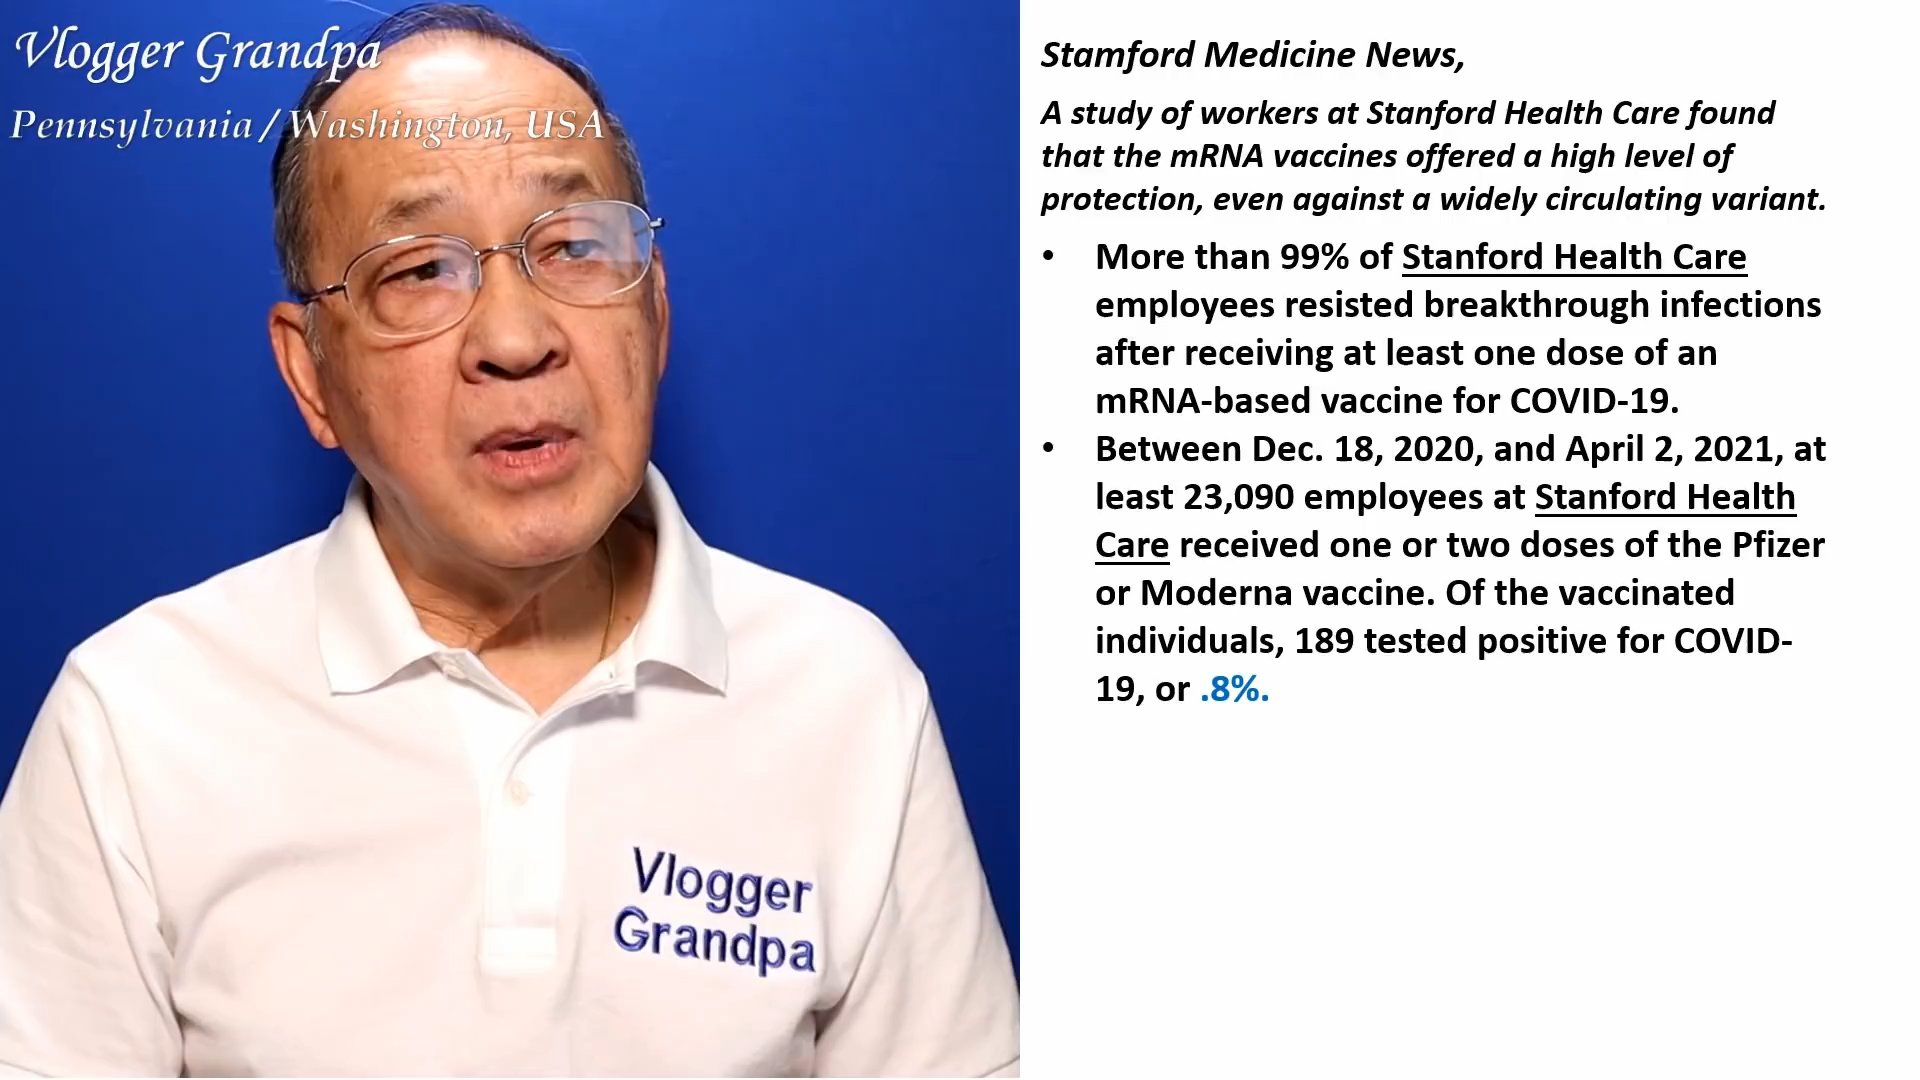 Vlogger Grandpa
Pennsylvania / Washington, USA
Vlogger
Grandpa
Stamford Medicine News,
A study of workers at Stanford Health Care found
that the mRNA vaccines offered a high level of
protection, even against a widely circulating variant.
• More than 99% of Stanford Health Care
employees resisted breakthrough infections
after receiving at least one dose of an
mRNA-based vaccine for COVID-19.
• Between Dec. 18, 2020, and April 2, 2021, at
least 23,090 employees at Stanford Health
Care received one or two doses of the Pfizer
or Moderna vaccine. Of the vaccinated
individuals, 189 tested positive for COVID-
19, or .8%.